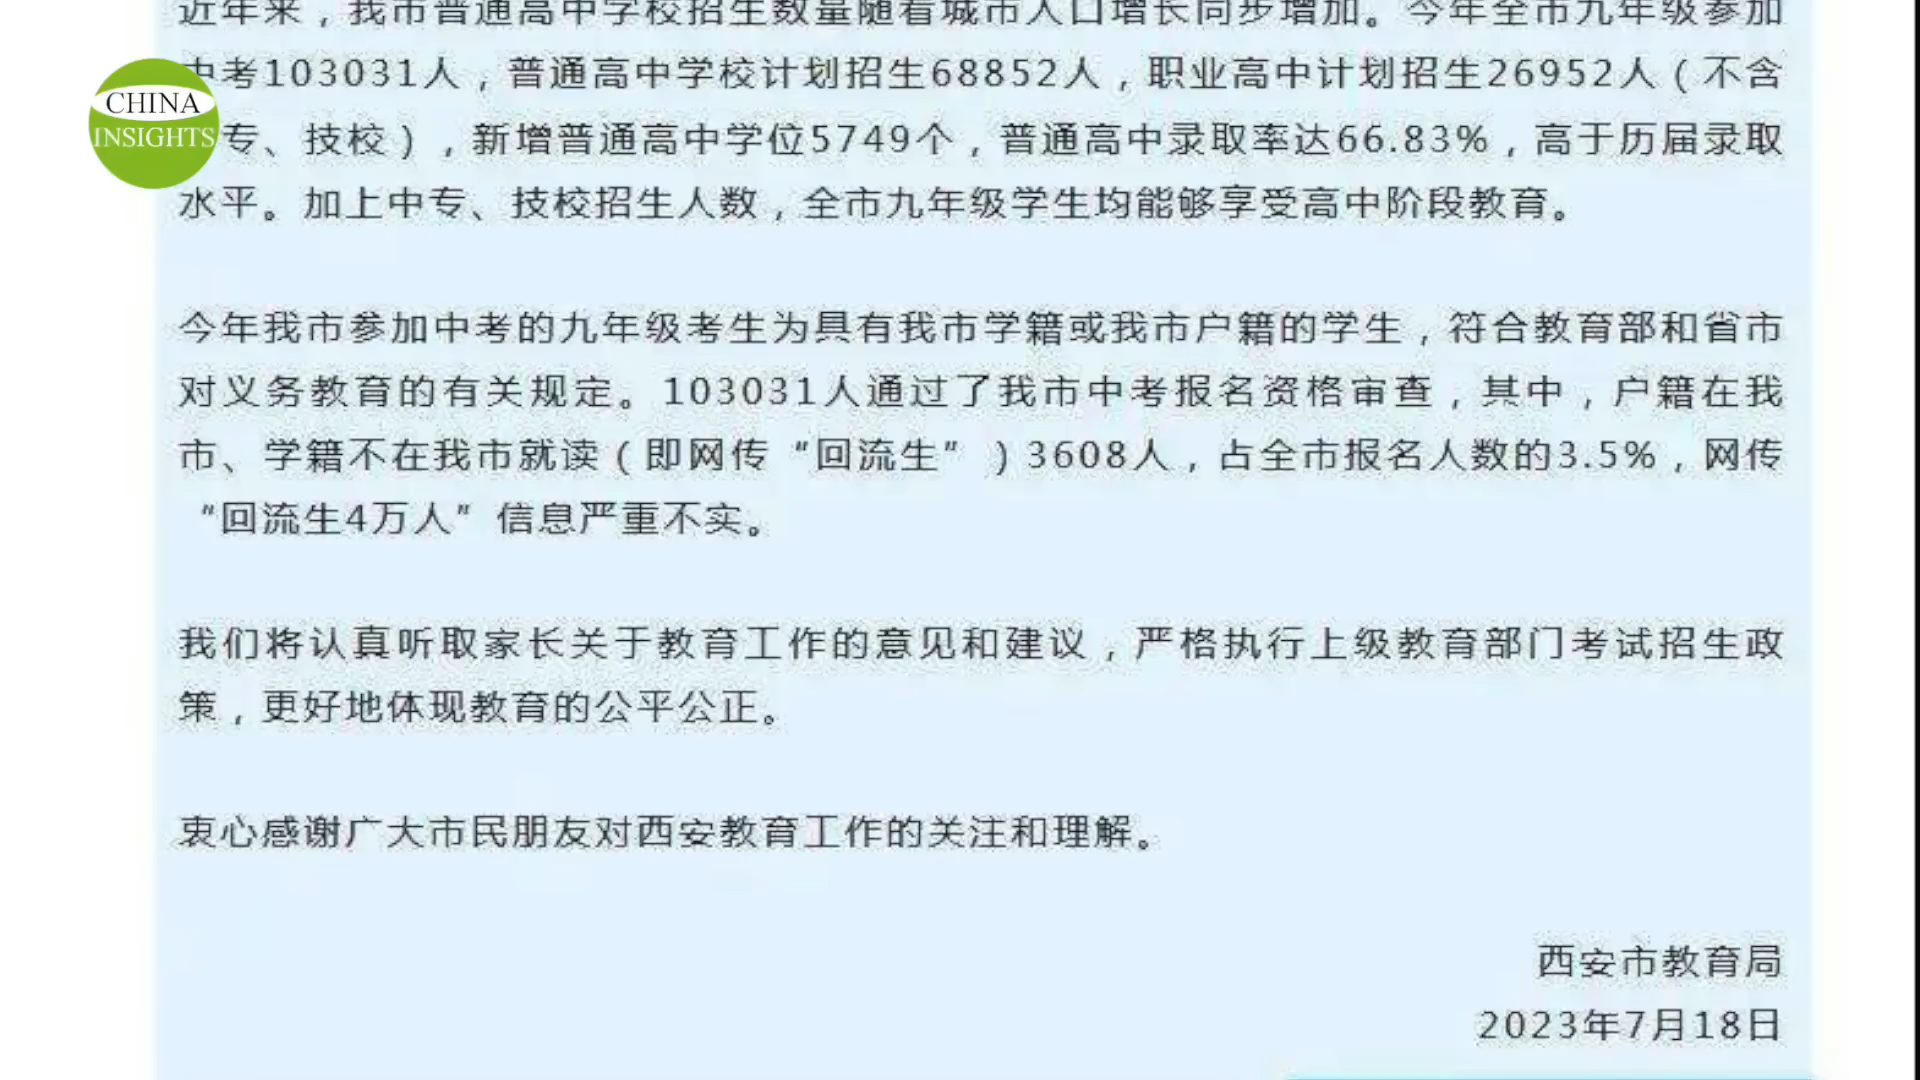 近年来，我市普通高中学校招生数量随着城市人口增长同步增加。今年全市九年级参加
中考103031人，普通高中学校计划招生68852人，职业高中计划招生26952人（不含
CHINA
INSIGHTS
专、技校），新增普通高中学位5749个，普通高中录取率达66.83%，高于历届录取
水平。加上中专、技校招生人数，全市九年级学生均能够享受高中阶段教育。
今年我市参加中考的九年级考生为具有我市学籍或我市户籍的学生，符合教育部和省市
对义务教育的有关规定。103031人通过了我市中考报名资格审查，其中，户籍在我
市、学籍不在我市就读（即网传“回流生”）3608人，占全市报名人数的3.5%，网传
“回流生4万人”信息严重不实。
我们将认真听取家长关于教育工作的意见和建议，严格执行上级教育部门考试招生政
策，更好地体现教育的公平公正。
衷心感谢广大市民朋友对西安教育工作的关注和理解。
西安市教育局
2023年7月18日